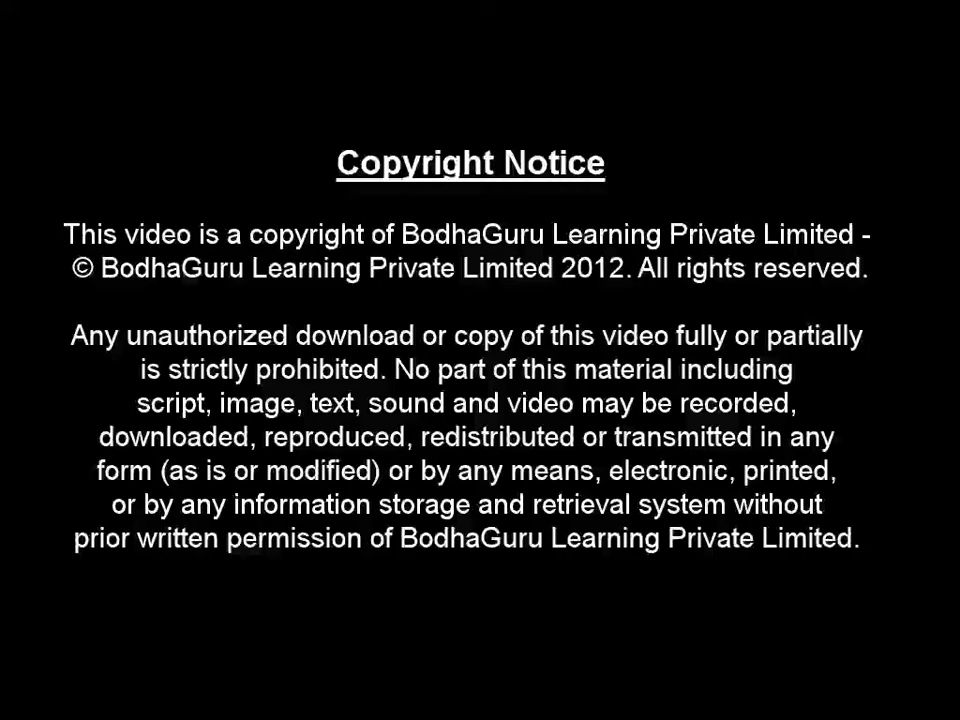 Copyright Notice
This video is a copyright of BodhaGuru Learning Private Limited -
© BodhaGuru Learning Private Limited 2012. All rights reserved.
Any unauthorized download or copy of this video fully or partially
is strictly prohibited. No part of this material including
script, image, text, sound and video may be recorded,
downloaded, reproduced, redistributed or transmitted in any
form (as is or modified) or by any means, electronic, printed,
or by any information storage and retrieval system without
prior written permission of BodhaGuru Learning Private Limited.